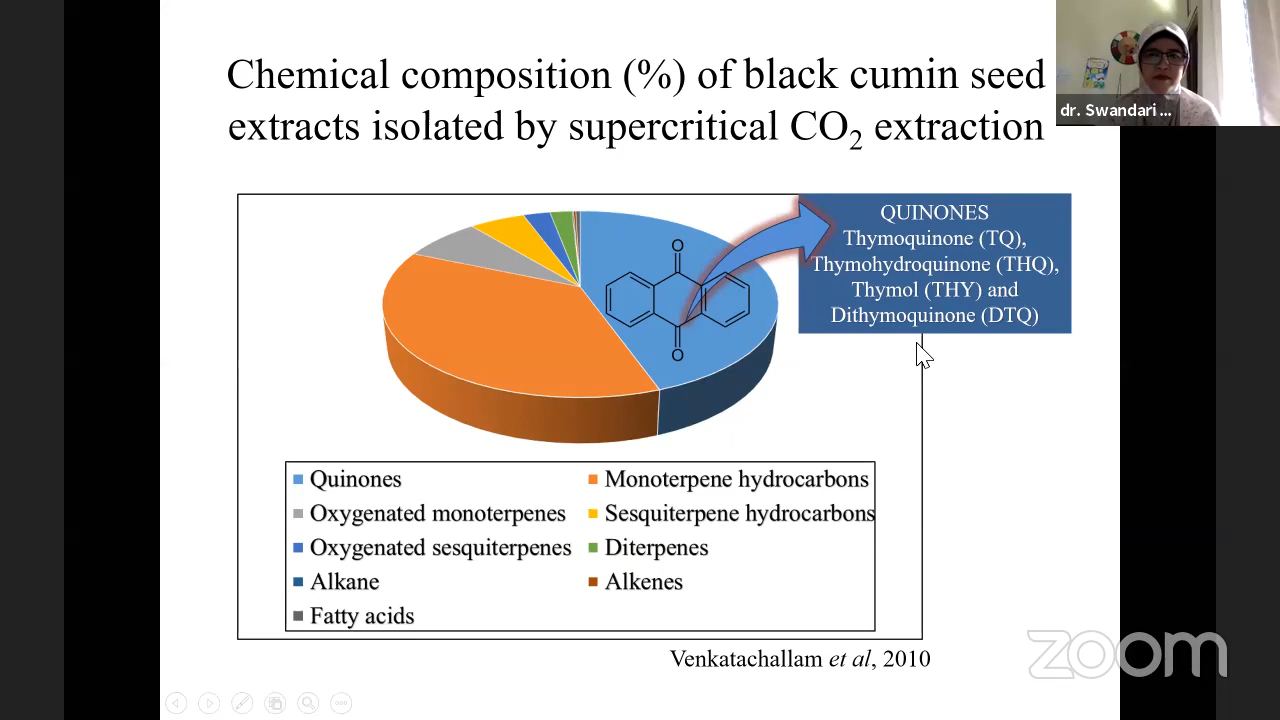 Chemical composition (%) of black cumin seed
extracts isolated by supercritical CO₂ extraction
dr. Swandari ...
QUINONES
Thymoquinone (TQ),
Thymohydroquinone (THQ),
Thymol (THY) and
Dithymoquinone (DTQ)
O
O
Quinones
Monoterpene hydrocarbons
Oxygenated monoterpenes
Sesquiterpene hydrocarbons
Oxygenated sesquiterpenes
Diterpenes
Alkane
Alkenes
Fatty acids
Venkatachallam et al, 2010
zoom